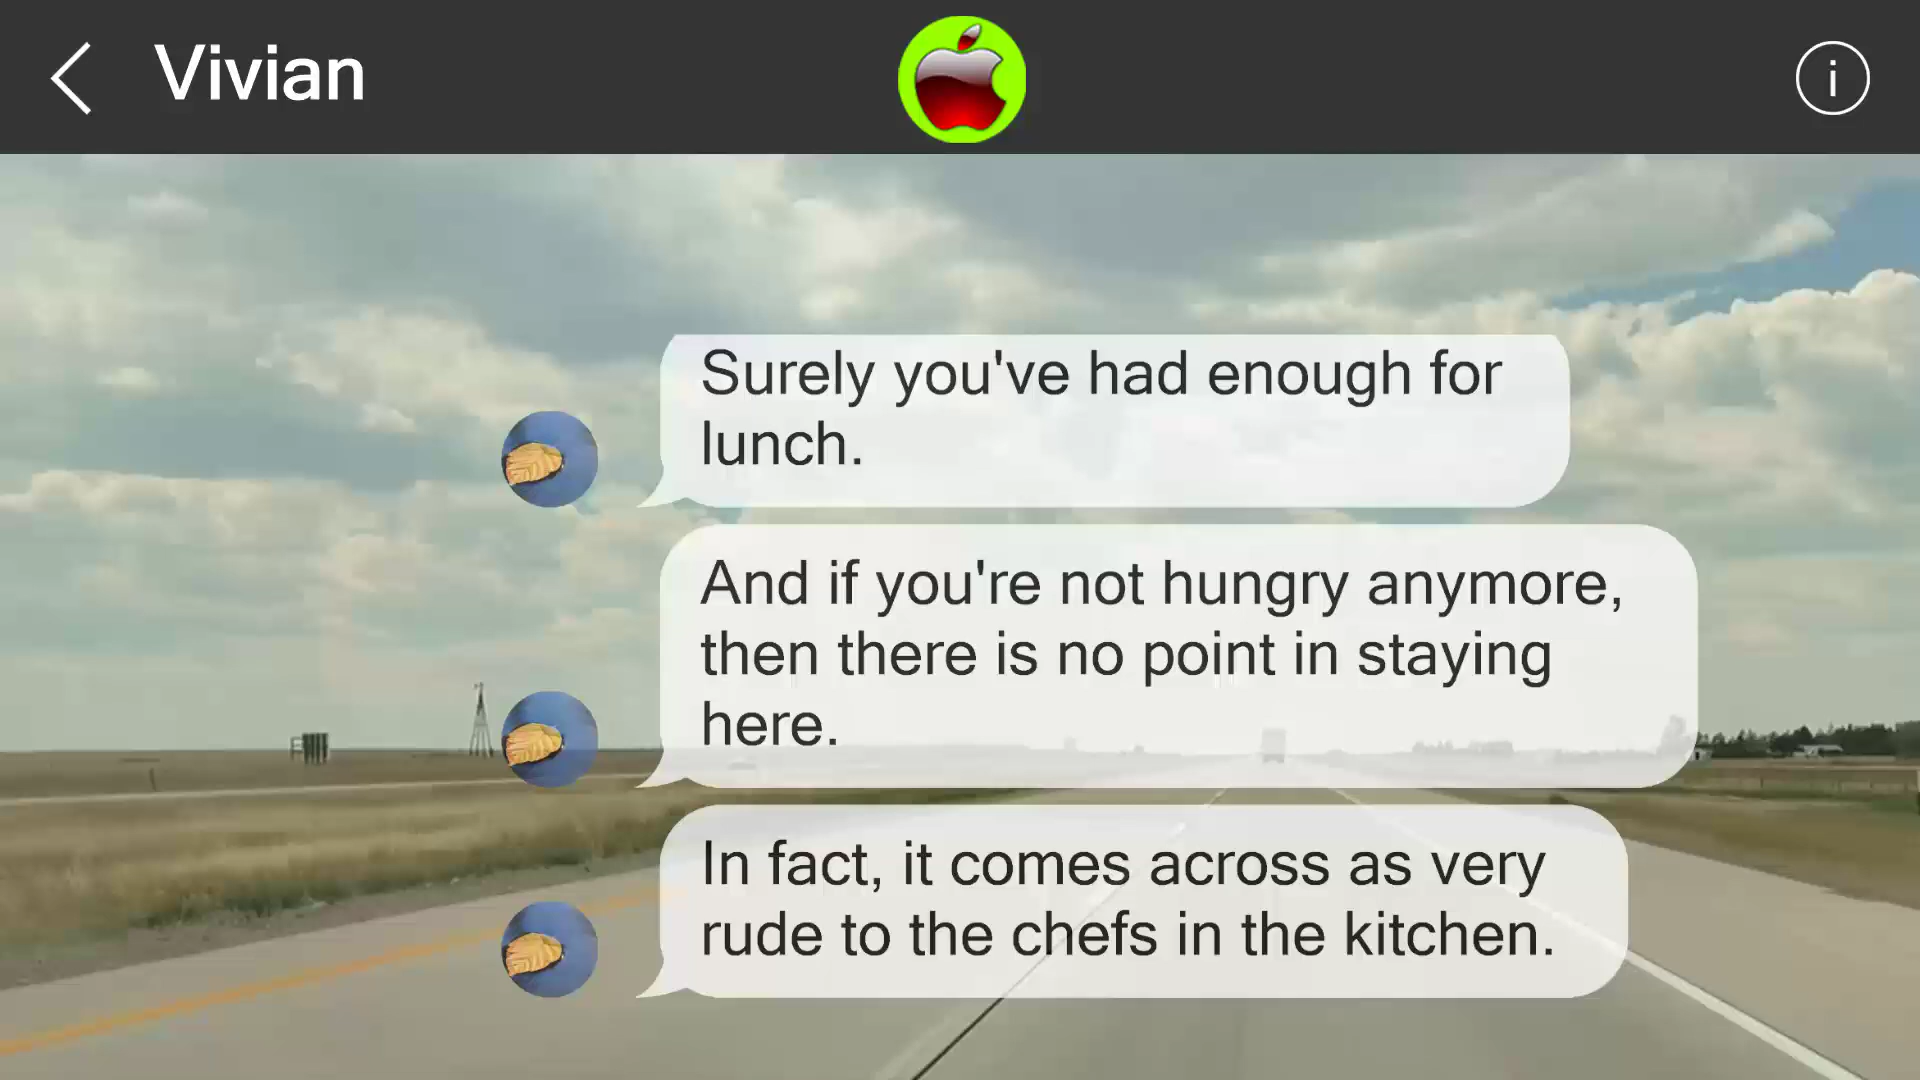 Vivian
i
Surely you've had enough for
lunch.
And if you're not hungry anymore,
then there is no point in staying
here.
In fact, it comes across as very
rude to the chefs in the kitchen.